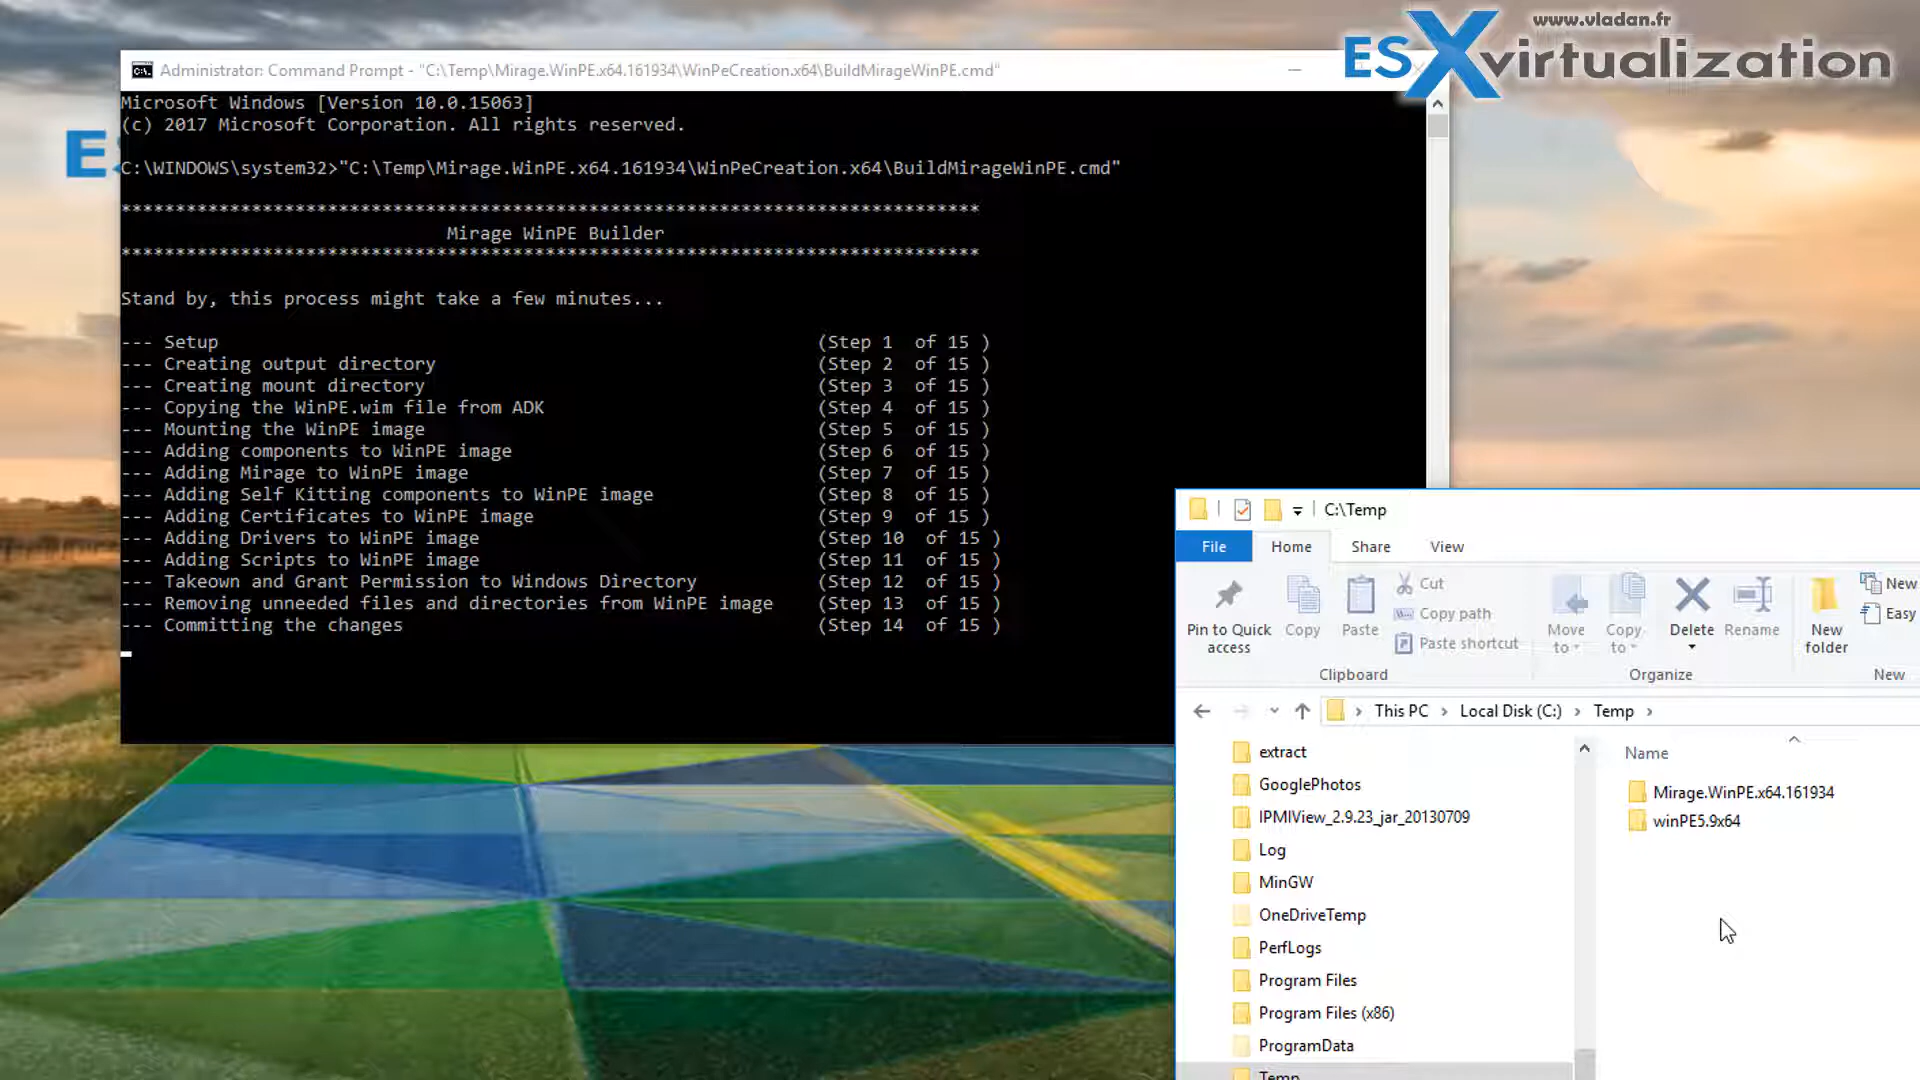 www.vladan.fr
ESXvirtualization
Administrator: Command Prompt - "C:\Temp\Mirage.WinPE.x64.161934\WinPeCreation.x64\BuildMirageWinPE.cmd"
Microsoft Windows [Version 10.0.15063]
(c) 2017 Microsoft Corporation. All rights reserved.
C:\WINDOWS\system32>"C:\Temp\Mirage.WinPE.x64.161934\WinPeCreation.x64\BuildMirageWinPE.cmd"
*******************************************************************************
Mirage WinPE Builder
*******************************************************************************
Stand by, this process might take a few minutes...
--- Setup (Step 1 of 15 )
--- Creating output directory (Step 2 of 15 )
--- Creating mount directory (Step 3 of 15 )
--- Copying the WinPE.wim file from ADK (Step 4 of 15 )
--- Mounting the WinPE image (Step 5 of 15 )
--- Adding components to WinPE image (Step 6 of 15 )
--- Adding Mirage to WinPE image (Step 7 of 15 )
--- Adding Self Kitting components to WinPE image (Step 8 of 15 )
--- Adding Certificates to WinPE image (Step 9 of 15 )
--- Adding Drivers to WinPE image (Step 10 of 15 )
--- Adding Scripts to WinPE image (Step 11 of 15 )
--- Takeown and Grant Permission to Windows Directory (Step 12 of 15 )
--- Removing unneeded files and directories from WinPE image (Step 13 of 15 )
--- Committing the changes (Step 14 of 15 )
C:\Temp
File Home Share View
Pin to Quick access
Copy
Paste
Cut
Copy path
Paste shortcut
Clipboard
Move to
Copy to
Delete
Rename
Organize
New folder
New
Easy
New
This PC > Local Disk (C:) > Temp >
extract
GooglePhotos
IPMIView_2.9.23_jar_20130709
Log
MinGW
OneDriveTemp
PerfLogs
Program Files
Program Files (x86)
ProgramData
Temp
Name
Mirage.WinPE.x64.161934
winPE5.9x64